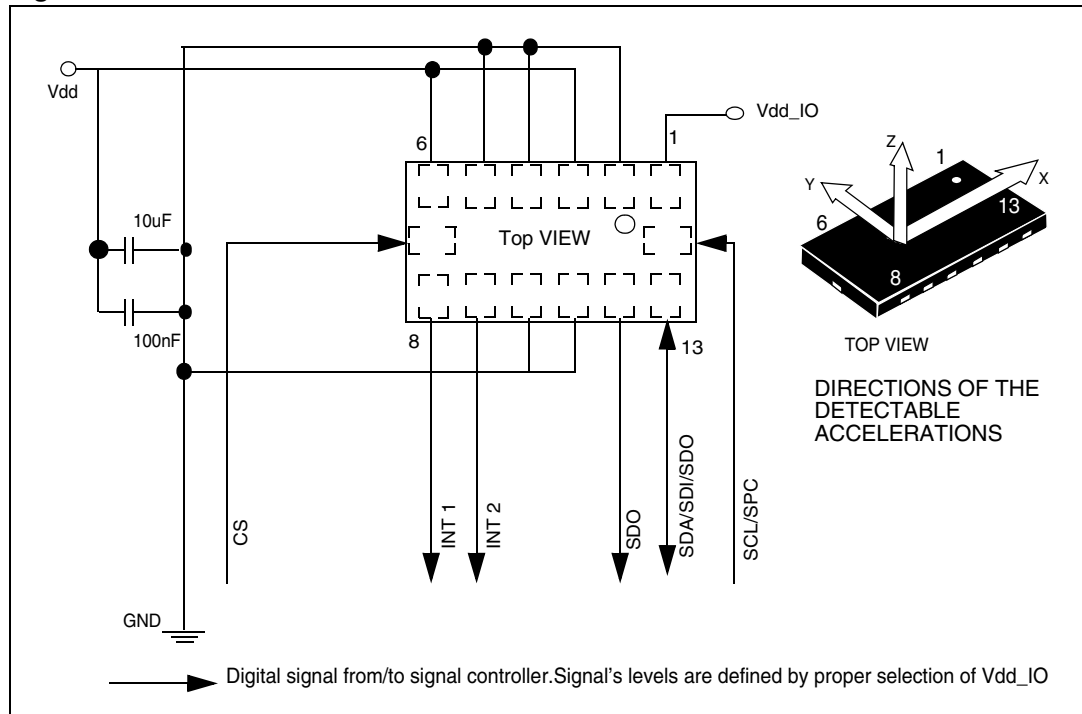 Vdd
Vdd_IO
6
1
10uF
100nF
Top VIEW
8
13
CS
INT 1
INT 2
SDO
SDA/SDI/SDO
SCL/SPC
GND
Z
Y
X
1
6
13
8
TOP VIEW
DIRECTIONS OF THE
DETECTABLE
ACCELERATIONS
Digital signal from/to signal controller.Signal's levels are defined by proper selection of Vdd_IO